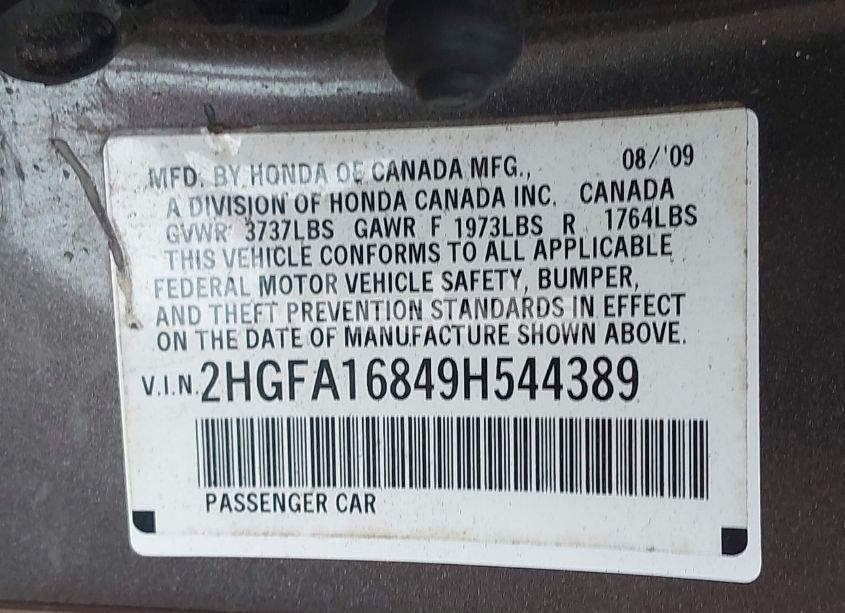 MFD. BY HONDA OF CANADA MFG., 08/'09
A DIVISION OF HONDA CANADA INC. CANADA
GVWR 3737LBS GAWR F 1973LBS R 1764LBS
THIS VEHICLE CONFORMS TO ALL APPLICABLE
FEDERAL MOTOR VEHICLE SAFETY, BUMPER,
AND THEFT PREVENTION STANDARDS IN EFFECT
ON THE DATE OF MANUFACTURE SHOWN ABOVE.
V.I.N. 2HGFA16849H544389
PASSENGER CAR